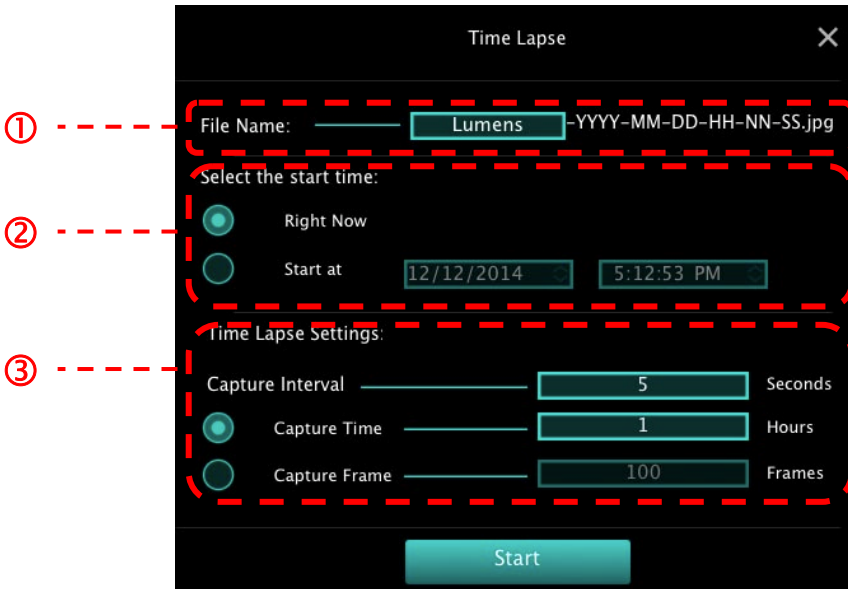 Time Lapse
① File Name: Lumens -YYYY-MM-DD-HH-NN-SS.jpg
Select the start time:
② Right Now
Start at 12/12/2014 5:12:53 PM
Time Lapse Settings:
③ Capture Interval 5 Seconds
Capture Time 1 Hours
Capture Frame 100 Frames
Start